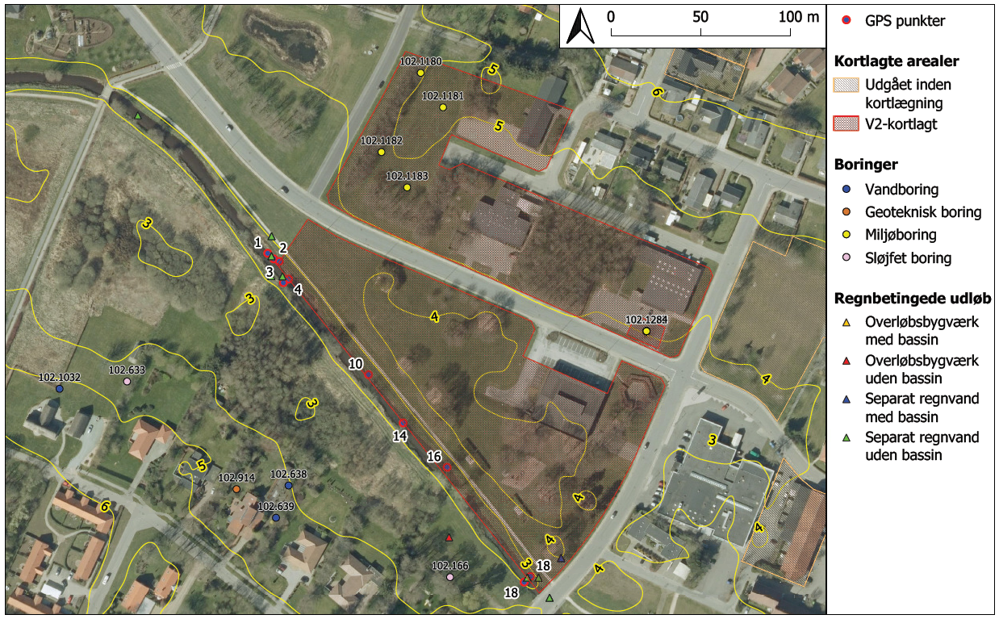 0 50 100 m
102.1180
5
102.1181
6
5
102.1182
102.1183
3
1
2
3
4
3
4
102.1284
4
10
102.633
102.1032
3
14
3
16
5
102.914
102.638
102.639
6
4
4
4
3
18
102.166
18
4
GPS punkter
Kortlagte arealer
Udgået inden
kortlægning
V2-kortlagt
Boringer
Vandboring
Geoteknisk boring
Miljøboring
Sløjfet boring
Regnbetingede udløb
Overløbsbygværk
med bassin
Overløbsbygværk
uden bassin
Separat regnvand
med bassin
Separat regnvand
uden bassin